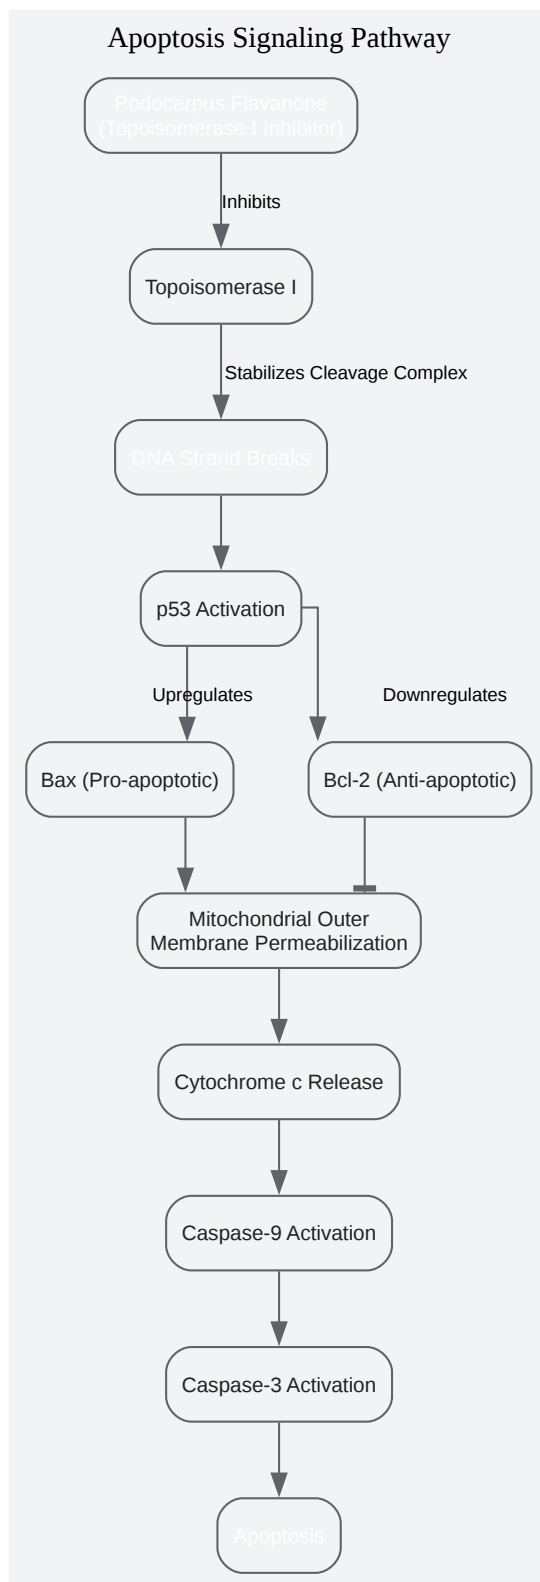 Apoptosis Signaling Pathway
Podocarpus Flavanone
(Topoisomerase I Inhibitor)
Inhibits
Topoisomerase I
Stabilizes Cleavage Complex
DNA Strand Breaks
p53 Activation
Upregulates
Downregulates
Bax (Pro-apoptotic)
Bcl-2 (Anti-apoptotic)
Mitochondrial Outer
Membrane Permeabilization
Cytochrome c Release
Caspase-9 Activation
Caspase-3 Activation
Apoptosis